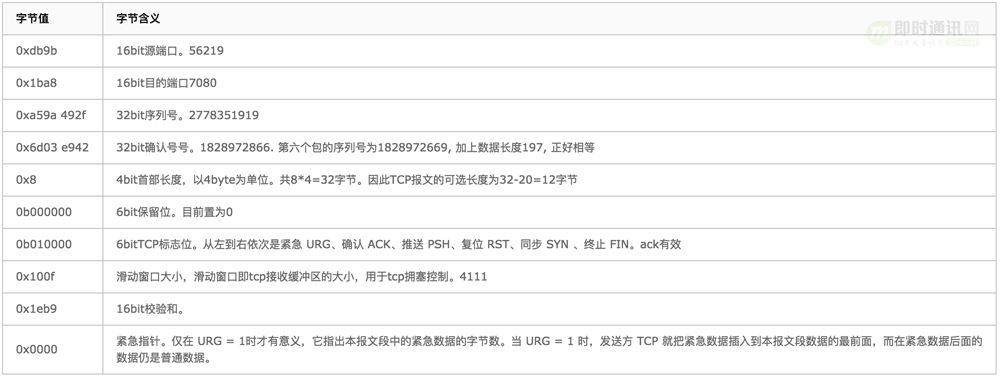 字节值 字节含义
即时通讯网
0xdb9b 16bit源端口。56219
0x1ba8 16bit目的端口7080
0xa59a 492f 32bit序列号。2778351919
0x6d03 e942 32bit确认号号。1828972866. 第六个包的序列号为1828972669, 加上数据长度197, 正好相等
0x8 4bit首部长度，以4byte为单位。共8*4=32字节。因此TCP报文的可选长度为32-20=12字节
0b000000 6bit保留位。目前置为0
0b010000 6bitTCP标志位。从左到右依次是紧急 URG、确认 ACK、推送 PSH、复位 RST、同步 SYN 、终止 FIN。ack有效
0x100f 滑动窗口大小，滑动窗口即tcp接收缓冲区的大小，用于tcp拥塞控制。4111
0x1eb9 16bit校验和。
0x0000 紧急指针。仅在 URG = 1时才有意义，它指出本报文段中的紧急数据的字节数。当 URG = 1 时，发送方 TCP 就把紧急数据插入到本报文段数据的最前面，而在紧急数据后面的
数据仍是普通数据。